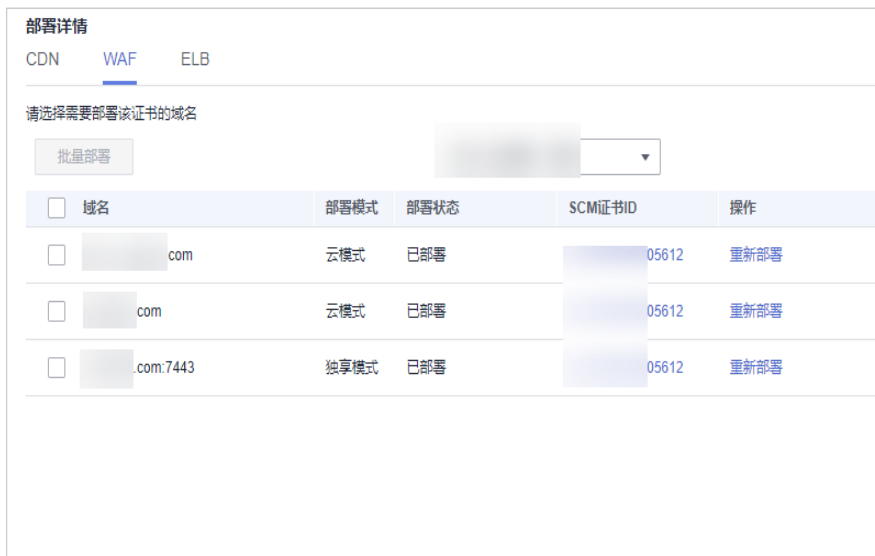 部署详情
CDN WAF ELB
请选择需要部署该证书的域名
批量部署
域名 部署模式 部署状态 SCM证书ID 操作
com 云模式 已部署 05612 重新部署
com 云模式 已部署 05612 重新部署
.com:7443 独享模式 已部署 05612 重新部署